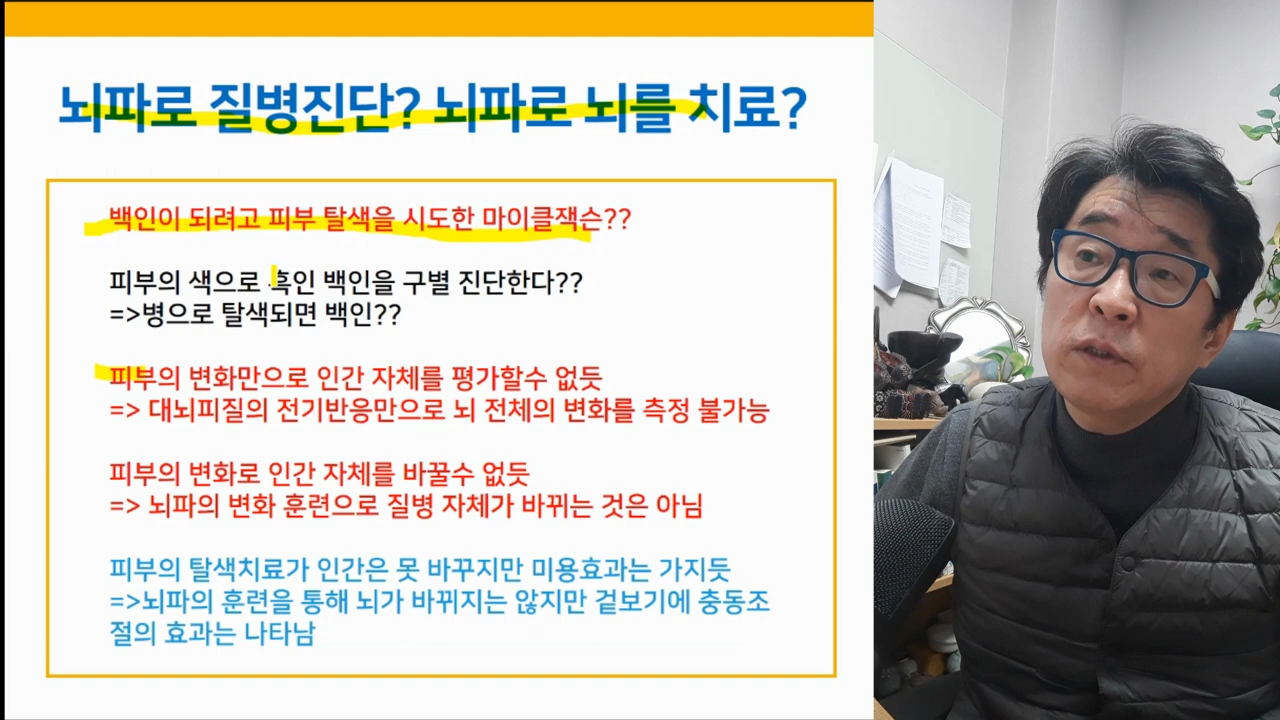 뇌파로 질병진단? 뇌파로 뇌를 치료?
백인이 되려고 피부 탈색을 시도한 마이클잭슨??
피부의 색으로 흑인 백인을 구별 진단한다??
=>병으로 탈색되면 백인??
피부의 변화만으로 인간 자체를 평가할수 없듯
=> 대뇌피질의 전기반응만으로 뇌 전체의 변화를 측정 불가능
피부의 변화로 인간 자체를 바꿀수 없듯
=> 뇌파의 변화 훈련으로 질병 자체가 바뀌는 것은 아님
피부의 탈색치료가 인간은 못 바꾸지만 미용효과는 가지듯
=>뇌파의 훈련을 통해 뇌가 바뀌지는 않지만 겉보기에 충동조
절의 효과는 나타남